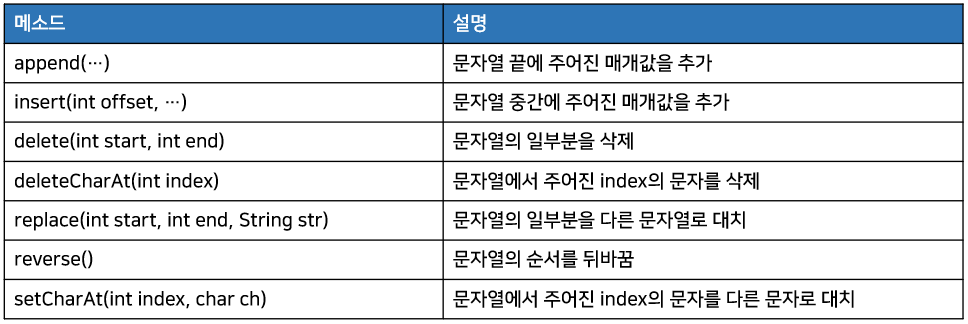 메소드 설명
append(…) 문자열 끝에 주어진 매개값을 추가
insert(int offset, …) 문자열 중간에 주어진 매개값을 추가
delete(int start, int end) 문자열의 일부분을 삭제
deleteCharAt(int index) 문자열에서 주어진 index의 문자를 삭제
replace(int start, int end, String str) 문자열의 일부분을 다른 문자열로 대치
reverse() 문자열의 순서를 뒤바꿈
setCharAt(int index, char ch) 문자열에서 주어진 index의 문자를 다른 문자로 대치